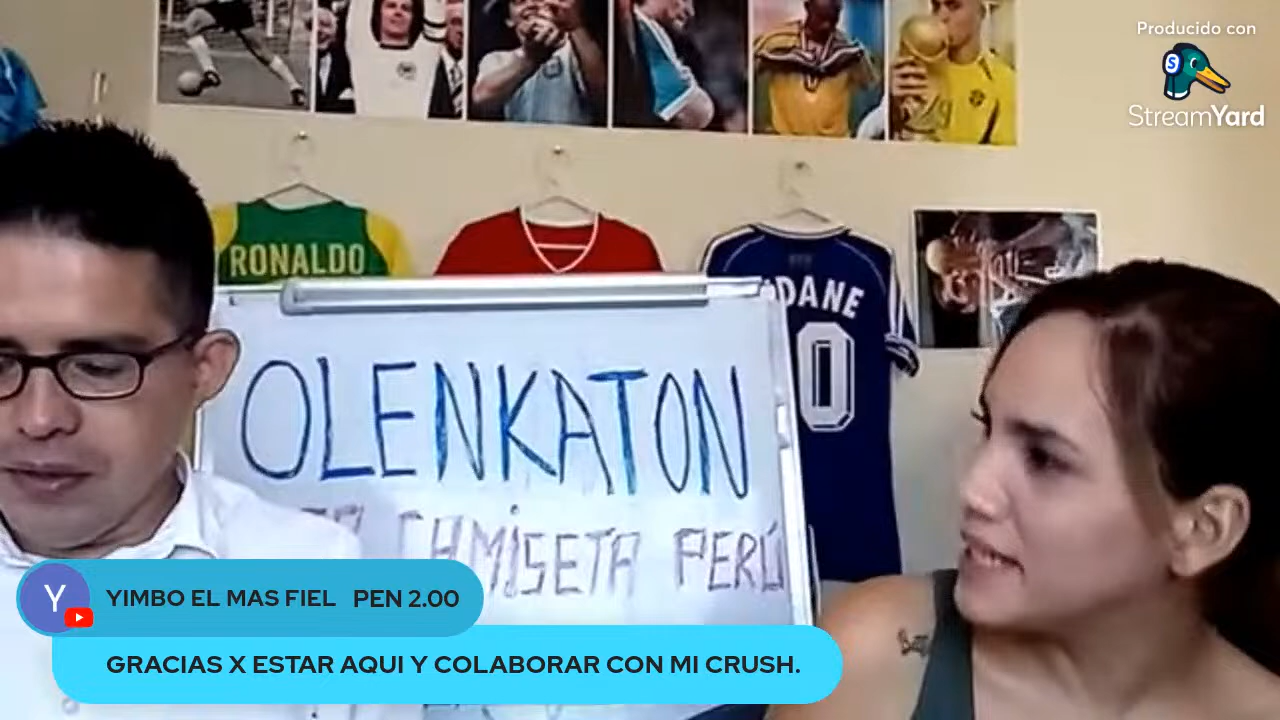 Producido con
S
StreamYard
RONALDO
DANE
10
OLENKATON
CAMISETA PERÚ
Y
YIMBO EL MAS FIEL PEN 2.00
GRACIAS X ESTAR AQUI Y COLABORAR CON MI CRUSH.